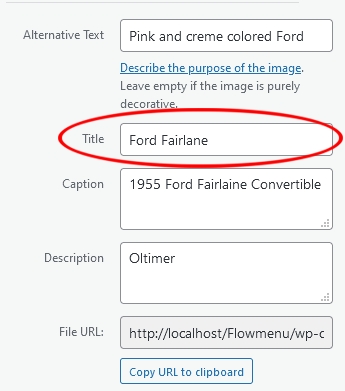 Alternative Text
Pink and creme colored Ford
Describe the purpose of the image.
Leave empty if the image is purely
decorative.
Title
Ford Fairlane
Caption
1955 Ford Fairlaine Convertible
Description
Oltimer
File URL:
http://localhost/Flowmenu/wp-c
Copy URL to clipboard